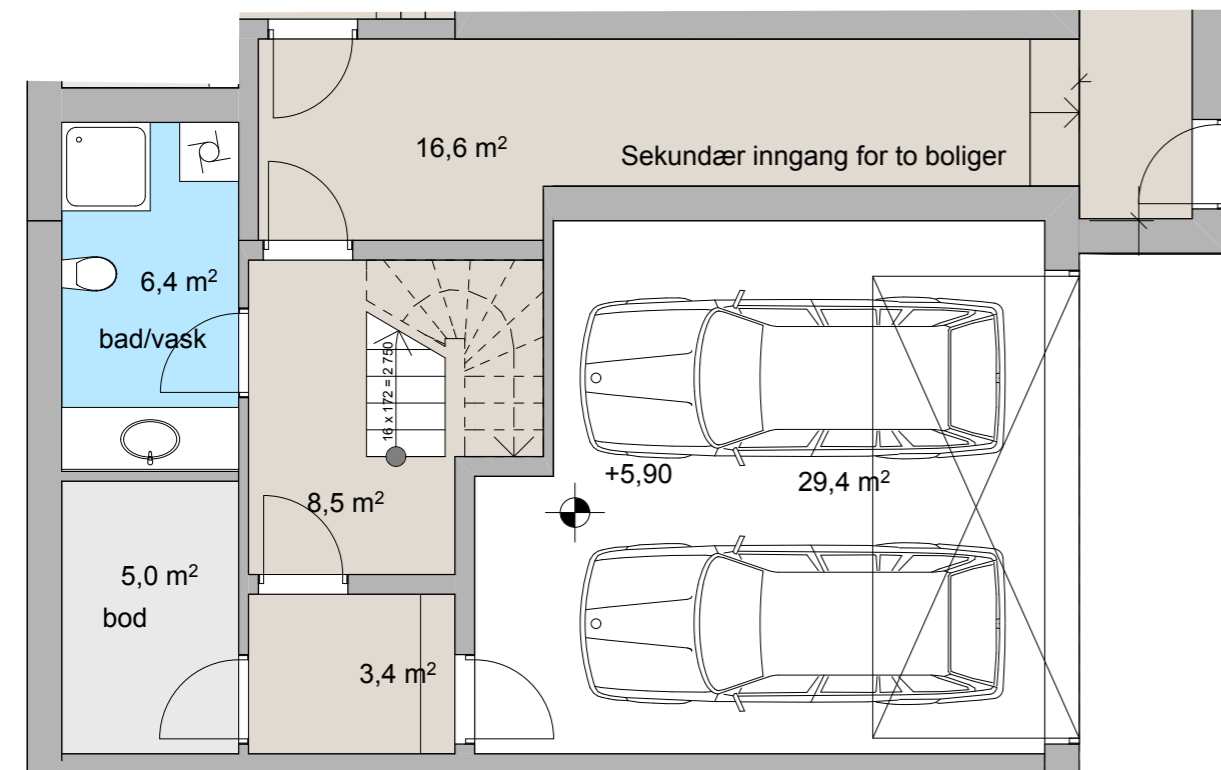 16,6 m²
Sekundær inngang for to boliger
6,4 m²
bad/vask
16 x 172 = 2 750
+5,90
29,4 m²
8,5 m²
5,0 m²
bod
3,4 m²